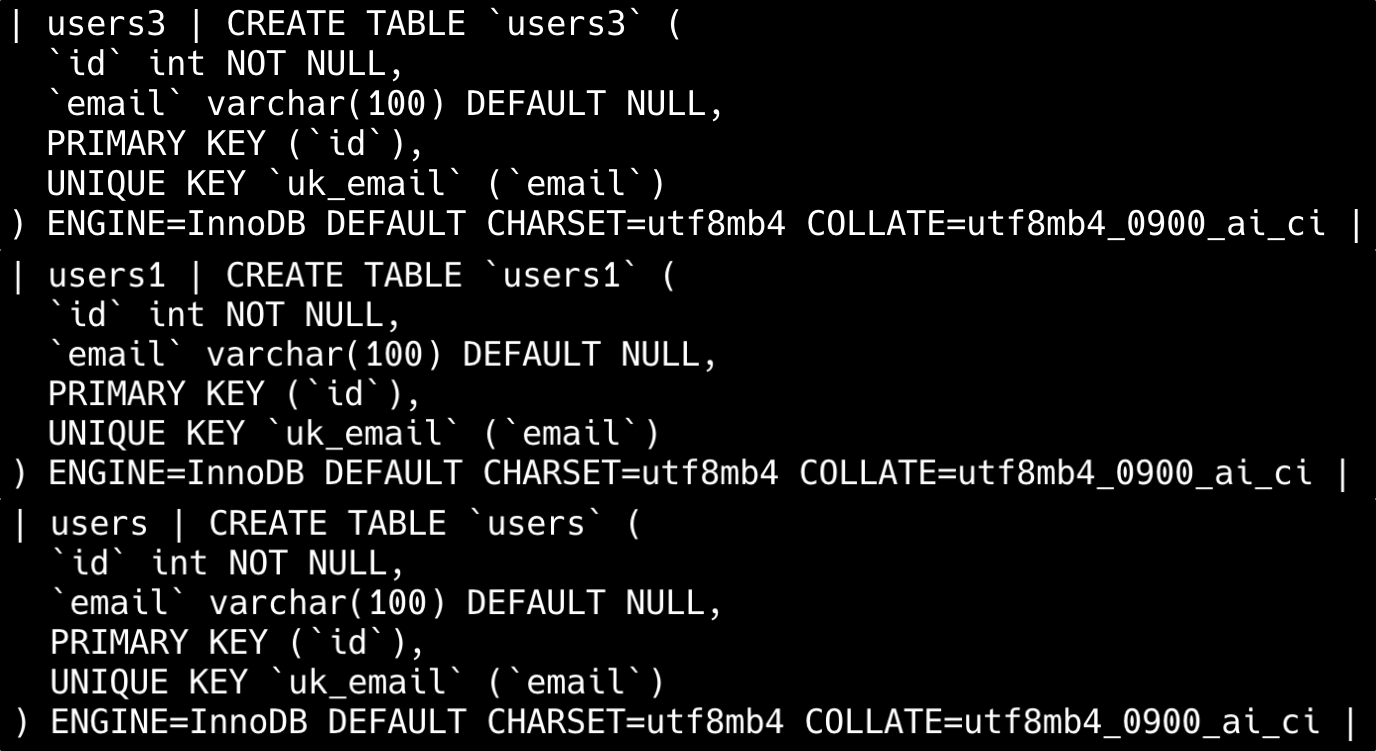 | users3 | CREATE TABLE `users3` (
  `id` int NOT NULL,
  `email` varchar(100) DEFAULT NULL,
  PRIMARY KEY (`id`),
  UNIQUE KEY `uk_email` (`email`)
) ENGINE=InnoDB DEFAULT CHARSET=utf8mb4 COLLATE=utf8mb4_0900_ai_ci |
| users1 | CREATE TABLE `users1` (
  `id` int NOT NULL,
  `email` varchar(100) DEFAULT NULL,
  PRIMARY KEY (`id`),
  UNIQUE KEY `uk_email` (`email`)
) ENGINE=InnoDB DEFAULT CHARSET=utf8mb4 COLLATE=utf8mb4_0900_ai_ci |
| users | CREATE TABLE `users` (
  `id` int NOT NULL,
  `email` varchar(100) DEFAULT NULL,
  PRIMARY KEY (`id`),
  UNIQUE KEY `uk_email` (`email`)
) ENGINE=InnoDB DEFAULT CHARSET=utf8mb4 COLLATE=utf8mb4_0900_ai_ci |